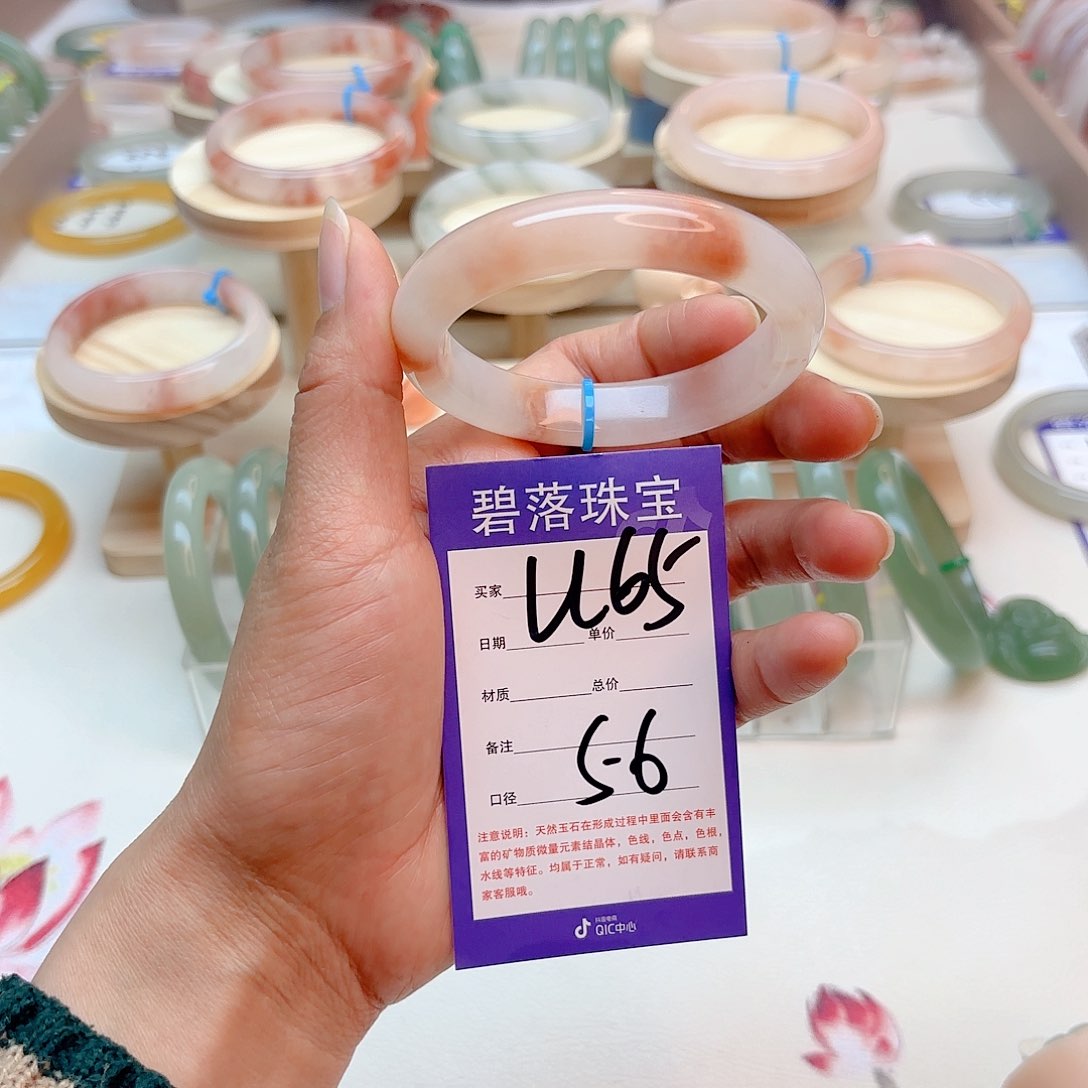 碧落珠宝
买家 U65
日期 单价
材质 总价
备注
口径 56
注意说明：天然玉石在形成过程中里面会含有丰
富的矿物质微量元素结晶体，色线，色点，色根，
水线等特征。均属于正常，如有疑问，请联系商
家客服哦。
抖音电商
QIC中心